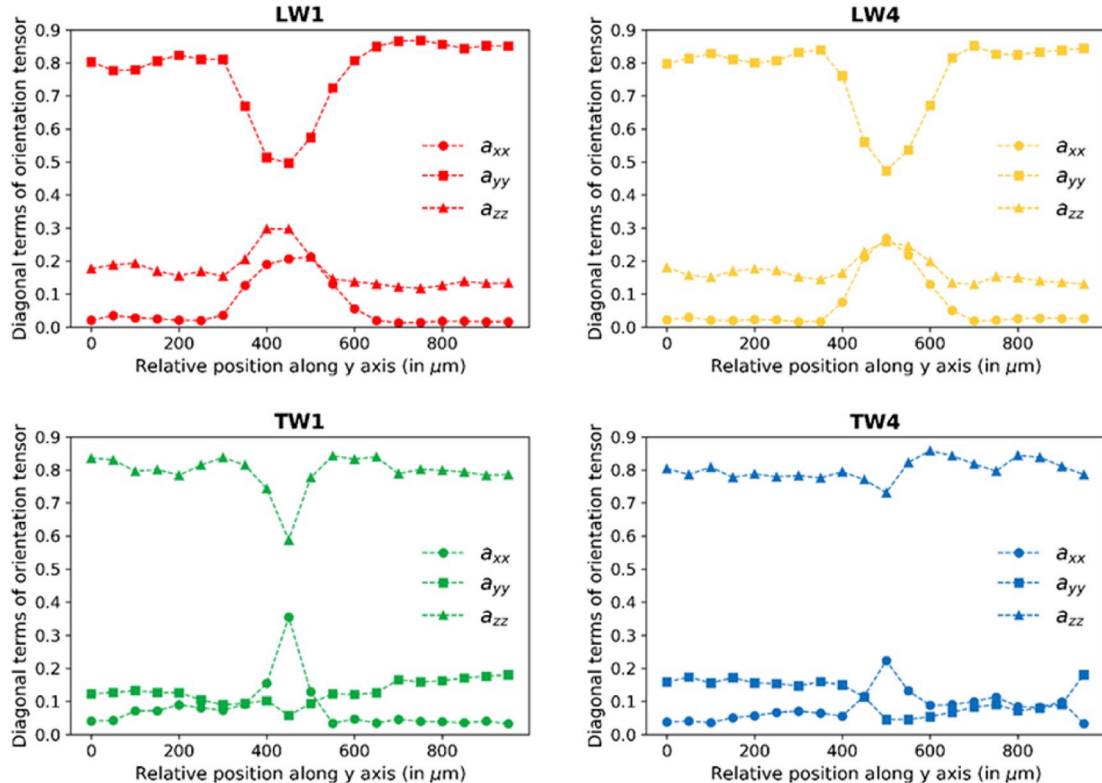 LW1
Diagonal terms of orientation tensor
0.9
0.8
0.7
0.6
0.5
0.4
0.3
0.2
0.1
0.0
a_xx
a_yy
a_zz
0 200 400 600 800
Relative position along y axis (in μm)
LW4
Diagonal terms of orientation tensor
0.9
0.8
0.7
0.6
0.5
0.4
0.3
0.2
0.1
0.0
a_xx
a_yy
a_zz
0 200 400 600 800
Relative position along y axis (in μm)
TW1
Diagonal terms of orientation tensor
0.9
0.8
0.7
0.6
0.5
0.4
0.3
0.2
0.1
0.0
a_xx
a_yy
a_zz
0 200 400 600 800
Relative position along y axis (in μm)
TW4
Diagonal terms of orientation tensor
0.9
0.8
0.7
0.6
0.5
0.4
0.3
0.2
0.1
0.0
a_xx
a_yy
a_zz
0 200 400 600 800
Relative position along y axis (in μm)